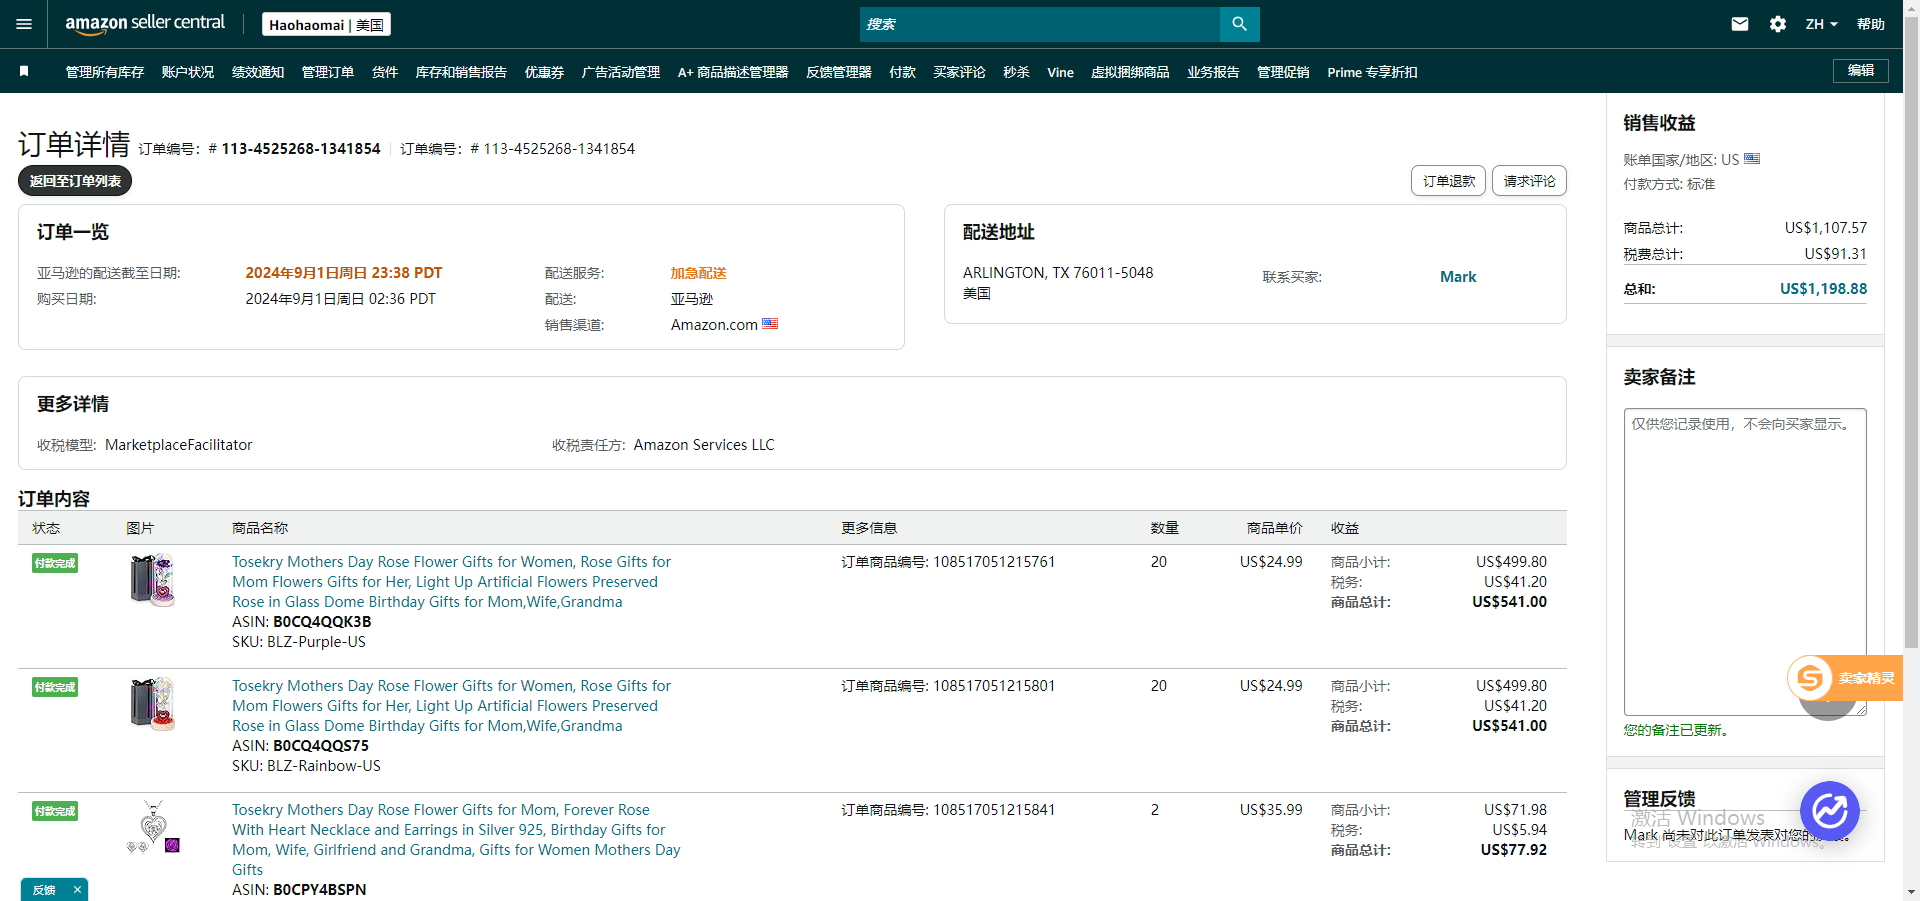 amazon seller central
Haohaomai | 美国
搜索
ZH
帮助
管理所有库存 账户状况 绩效通知 管理订单 货件 库存和销售报告 优惠券 广告活动管理 A+ 商品描述管理器 反馈管理器 付款 买家评论 秒杀 Vine 虚拟捆绑商品 业务报告 管理促销 Prime 专享折扣
编辑
订单详情 订单编号: # 113-4525268-1341854 订单编号: # 113-4525268-1341854
返回至订单列表
订单退款
请求评论
订单一览
亚马逊的配送截至日期: 2024年9月1日周日 23:38 PDT
购买日期: 2024年9月1日周日 02:36 PDT
配送服务: 加急配送
配送: 亚马逊
销售渠道: Amazon.com
配送地址
ARLINGTON, TX 76011-5048
美国
联系买家: Mark
更多详情
收税模型: MarketplaceFacilitator
收税责任方: Amazon Services LLC
订单内容
状态 图片 商品名称 更多信息 数量 商品单价 收益
付款完成
Tosekry Mothers Day Rose Flower Gifts for Women, Rose Gifts for
Mom Flowers Gifts for Her, Light Up Artificial Flowers Preserved
Rose in Glass Dome Birthday Gifts for Mom,Wife,Grandma
ASIN: B0CQ4QQK3B
SKU: BLZ-Purple-US
订单商品编号: 108517051215761
20
US$24.99
商品小计: US$499.80
税务: US$41.20
商品总计: US$541.00
付款完成
Tosekry Mothers Day Rose Flower Gifts for Women, Rose Gifts for
Mom Flowers Gifts for Her, Light Up Artificial Flowers Preserved
Rose in Glass Dome Birthday Gifts for Mom,Wife,Grandma
ASIN: B0CQ4QQS75
SKU: BLZ-Rainbow-US
订单商品编号: 108517051215801
20
US$24.99
商品小计: US$499.80
税务: US$41.20
商品总计: US$541.00
付款完成
Tosekry Mothers Day Rose Flower Gifts for Mom, Forever Rose
With Heart Necklace and Earrings in Silver 925, Birthday Gifts for
Mom, Wife, Girlfriend and Grandma, Gifts for Women Mothers Day
Gifts
ASIN: B0CPY4BSPN
订单商品编号: 108517051215841
2
US$35.99
商品小计: US$71.98
税务: US$5.94
商品总计: US$77.92
反馈 ×
销售收益
账单国家/地区: US
付款方式: 标准
商品总计: US$1,107.57
税费总计: US$91.31
总和: US$1,198.88
卖家备注
仅供您记录使用，不会向买家显示。
卖家精灵
您的备注已更新。
管理反馈
Mark 尚未对此订单发表对您的
激活 Windows
转到"设置"以激活 Windows。